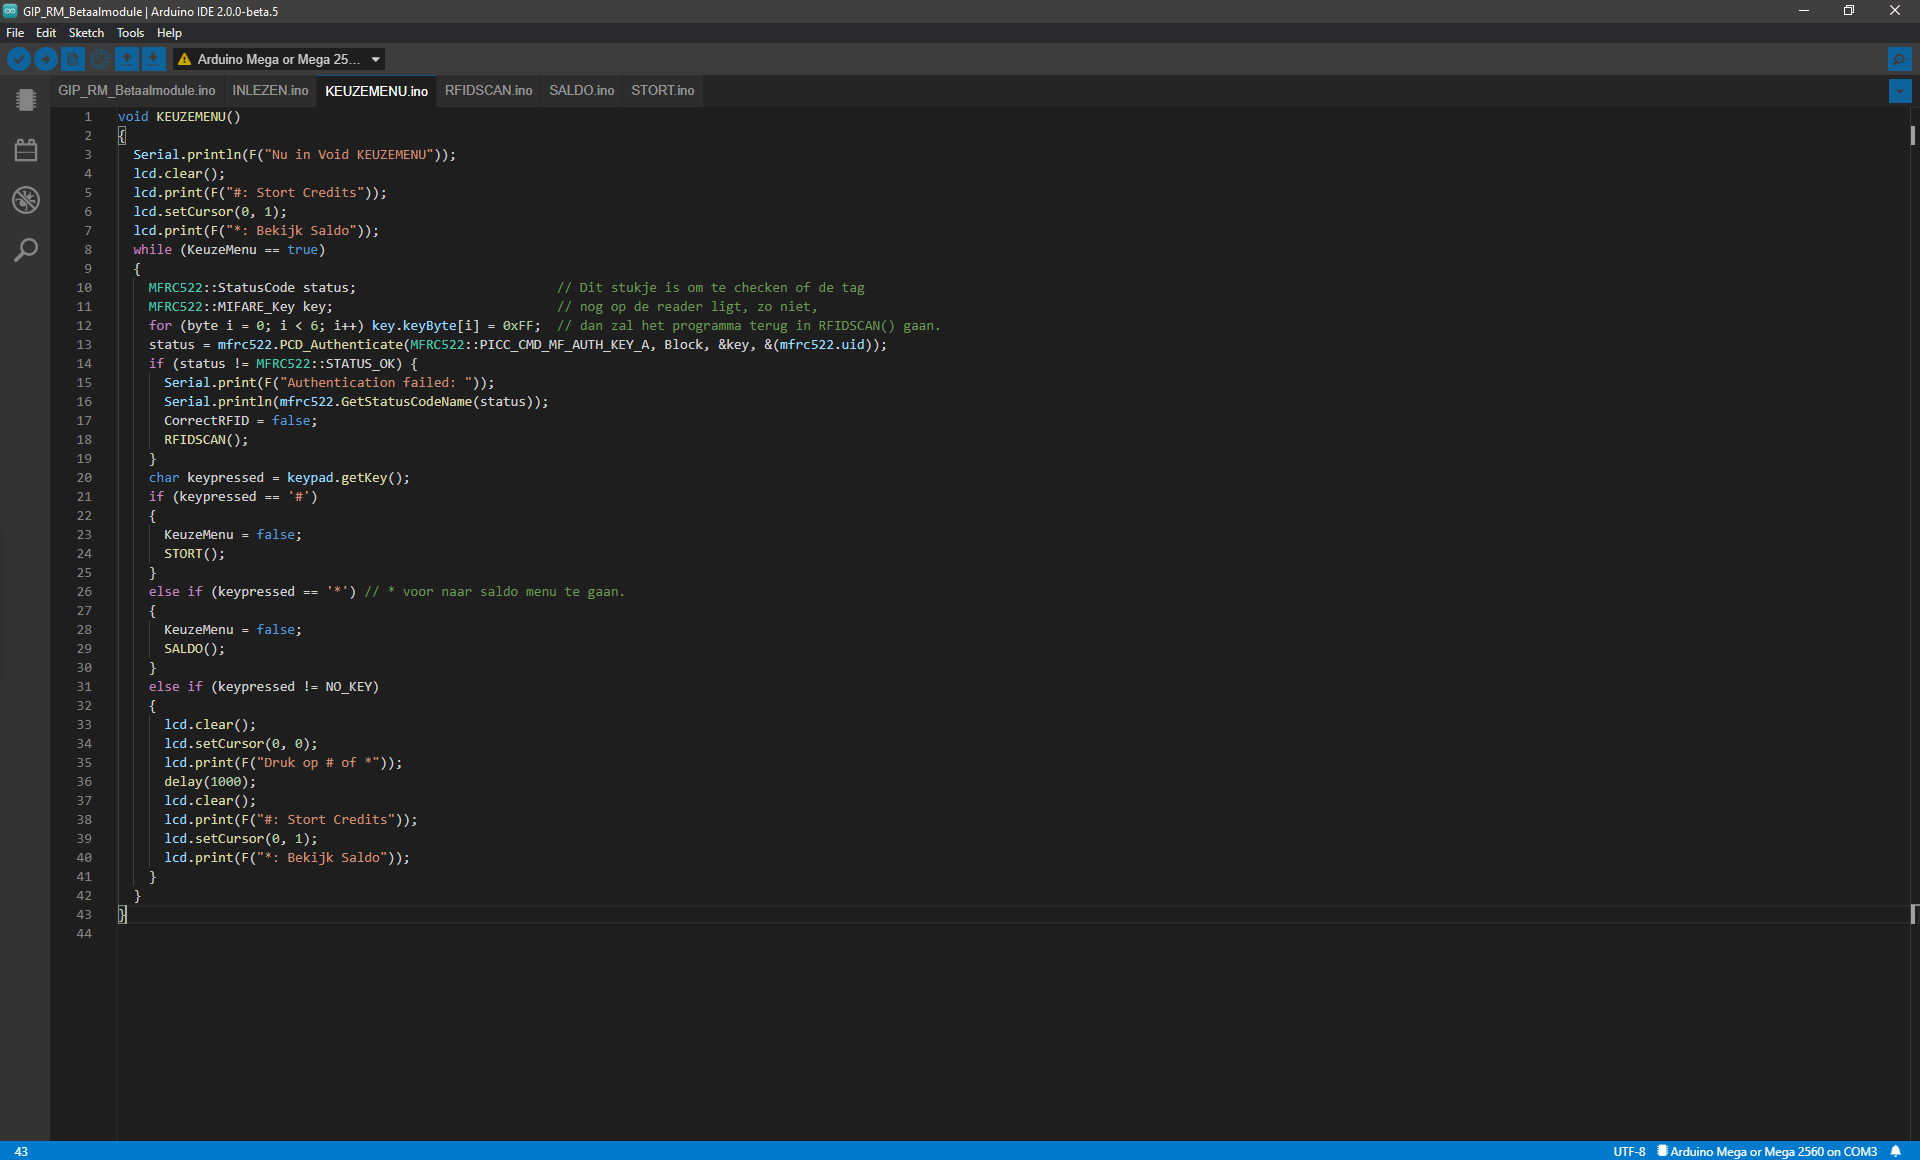 GIP_RM_Betaalmodule | Arduino IDE 2.0.0-beta.5
File Edit Sketch Tools Help
Arduino Mega or Mega 25...
GIP_RM_Betaalmodule.ino INLEZEN.ino KEUZEMENU.ino RFIDSCAN.ino SALDO.ino STORT.ino
1 void KEUZEMENU()
2 {
3 Serial.println(F("Nu in Void KEUZEMENU"));
4 lcd.clear();
5 lcd.print(F("#: Stort Credits"));
6 lcd.setCursor(0, 1);
7 lcd.print(F("*: Bekijk Saldo"));
8 while (KeuzeMenu == true)
9 {
10 MFRC522::StatusCode status; // Dit stukje is om te checken of de tag
11 MFRC522::MIFARE_Key key; // nog op de reader ligt, zo niet,
12 for (byte i = 0; i < 6; i++) key.keyByte[i] = 0xFF; // dan zal het programma terug in RFIDSCAN() gaan.
13 status = mfrc522.PCD_Authenticate(MFRC522::PICC_CMD_MF_AUTH_KEY_A, Block, &key, &(mfrc522.uid));
14 if (status != MFRC522::STATUS_OK) {
15 Serial.print(F("Authentication failed: "));
16 Serial.println(mfrc522.GetStatusCodeName(status));
17 CorrectRFID = false;
18 RFIDSCAN();
19 }
20 char keypressed = keypad.getKey();
21 if (keypressed == '#')
22 {
23 KeuzeMenu = false;
24 STORT();
25 }
26 else if (keypressed == '*') // * voor naar saldo menu te gaan.
27 {
28 KeuzeMenu = false;
29 SALDO();
30 }
31 else if (keypressed != NO_KEY)
32 {
33 lcd.clear();
34 lcd.setCursor(0, 0);
35 lcd.print(F("Druk op # of *"));
36 delay(1000);
37 lcd.clear();
38 lcd.print(F("#: Stort Credits"));
39 lcd.setCursor(0, 1);
40 lcd.print(F("*: Bekijk Saldo"));
41 }
42 }
43 }
44
43 UTF-8 Arduino Mega or Mega 2560 on COM3